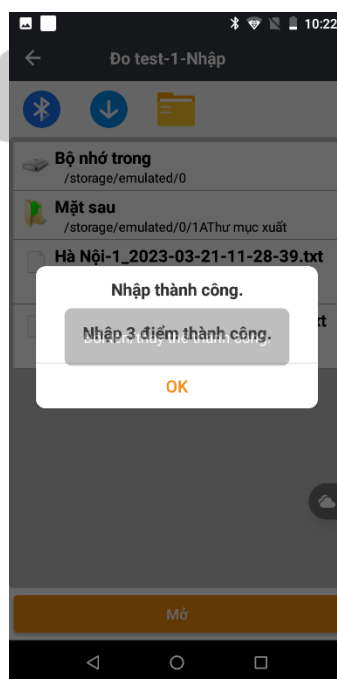 10:22
Đo test-1-Nhập
Bộ nhớ trong
/storage/emulated/0
Mặt sau
/storage/emulated/0/1AThư mục xuất
Hà Nội-1_2023-03-21-11-28-39.txt
Nhập thành công.
Nhập 3 điểm thành công.
OK
Mở